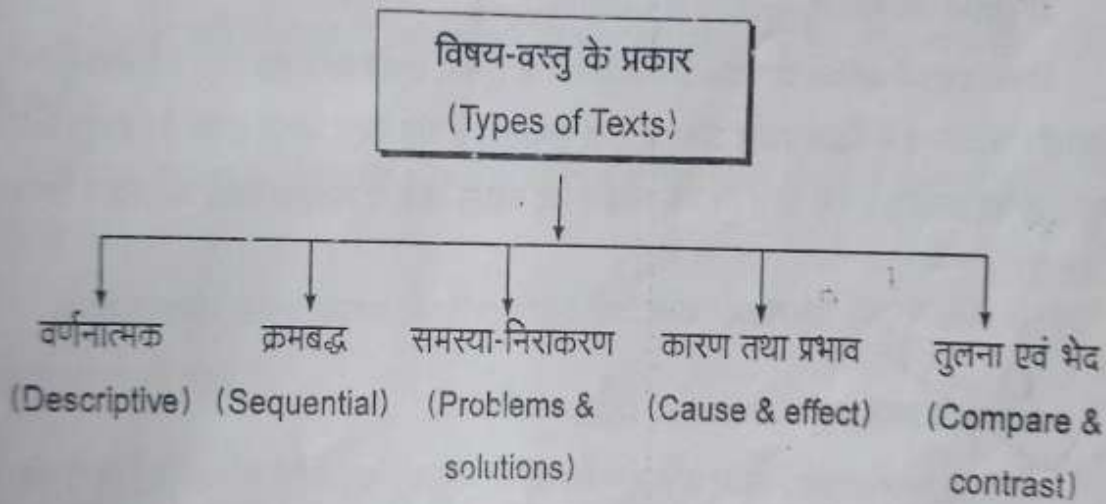 विषय-वस्तु के प्रकार
(Types of Texts)
वर्णनात्मक
(Descriptive)
क्रमबद्ध
(Sequential)
समस्या-निराकरण
(Problems &
solutions)
कारण तथा प्रभाव
(Cause & effect)
तुलना एवं भेद
(Compare &
contrast)